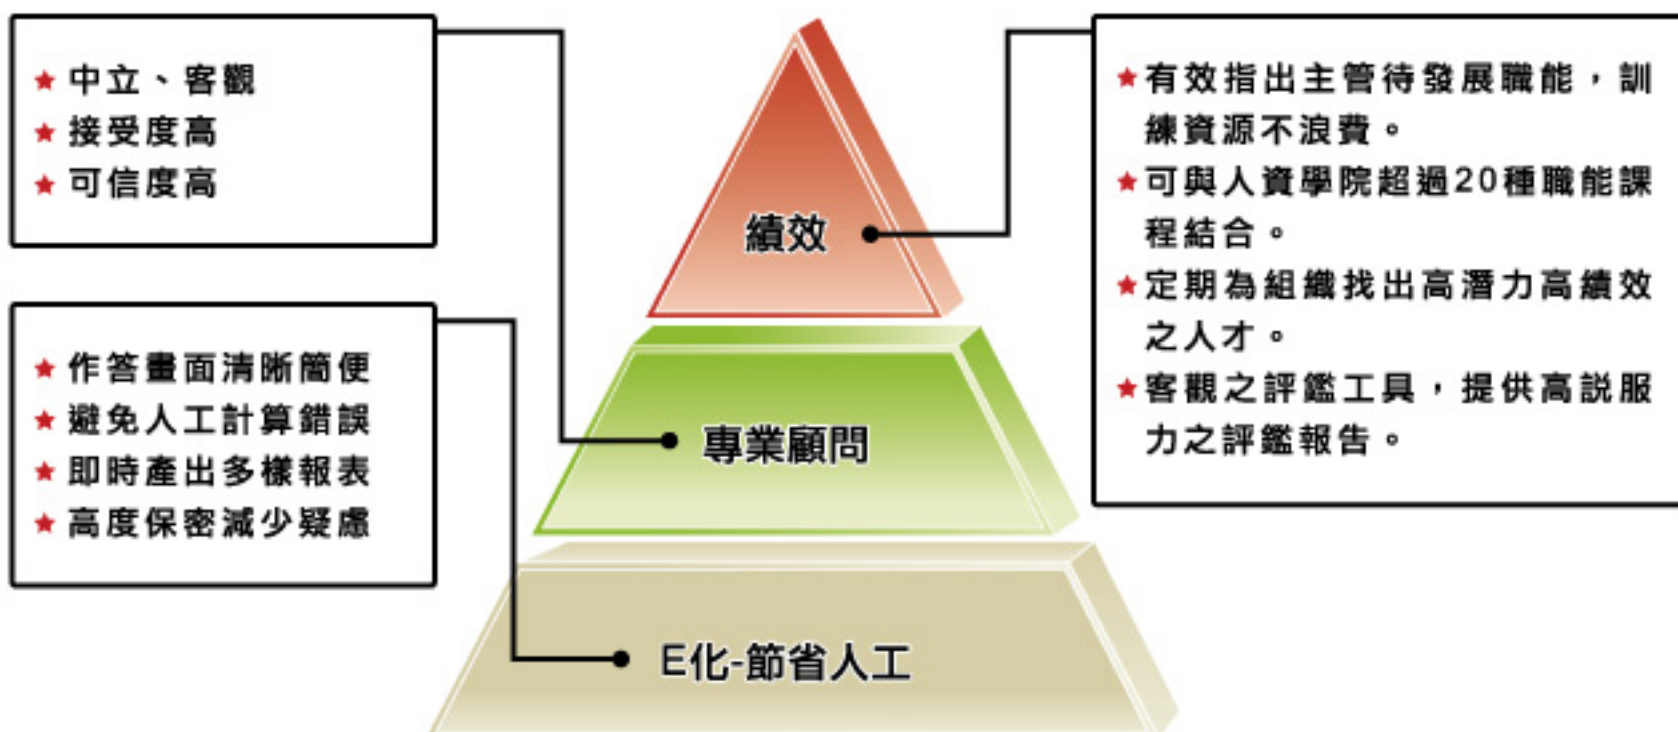 ★ 中立、客觀
★ 接受度高
★ 可信度高
★ 作答畫面清晰簡便
★ 避免人工計算錯誤
★ 即時產出多樣報表
★ 高度保密減少疑慮
績效
專業顧問
E化-節省人工
★有效指出主管待發展職能，訓
練資源不浪費。
★可與人資學院超過20種職能課
程結合。
★定期為組織找出高潛力高績效
之人才。
★客觀之評鑑工具，提供高說服
力之評鑑報告。